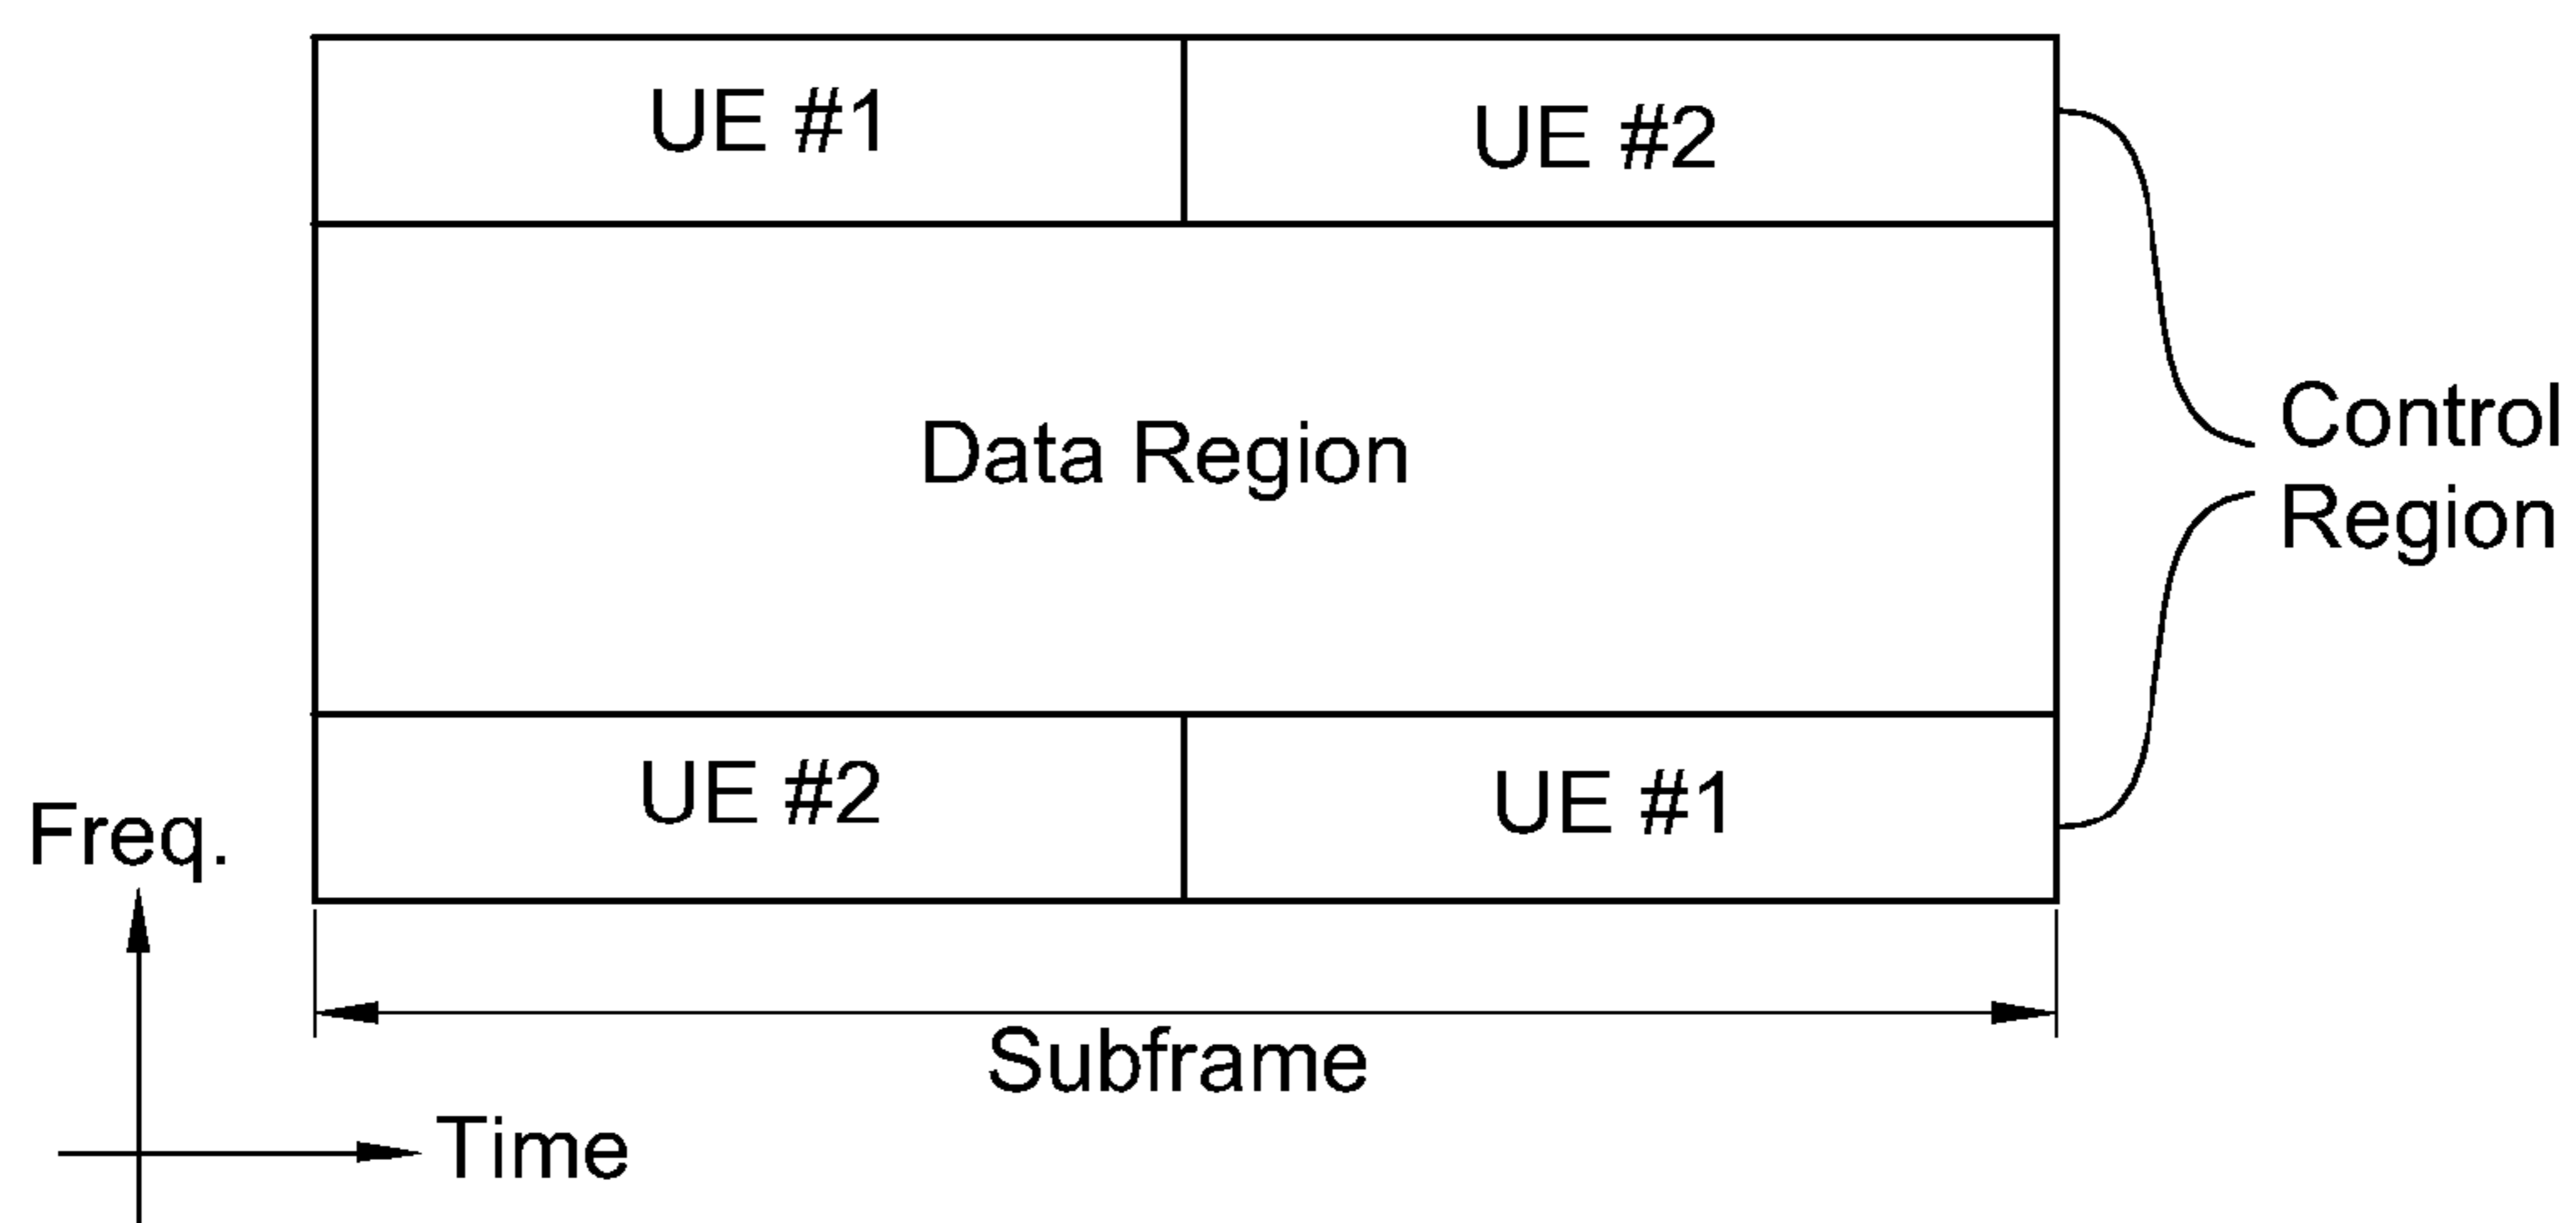 UE #1
UE #2
Data Region
Control
Region
UE #2
UE #1
Freq.
Subframe
Time